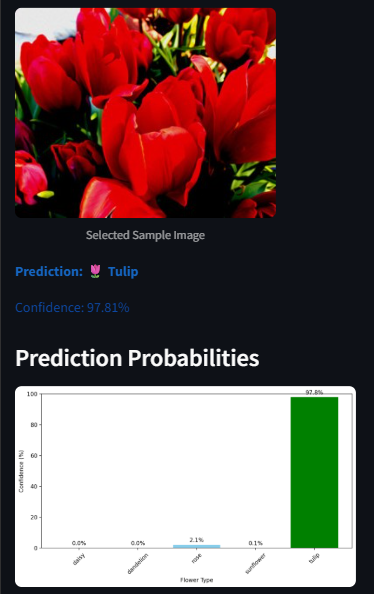 Selected Sample Image
Prediction: 🌷 Tulip
Confidence: 97.81%
Prediction Probabilities
97.8%
100
80
60
40
20
0
Confidence (%)
0.0%
0.0%
2.1%
0.1%
daisy
dandelion
rose
sunflower
tulip
Flower Type